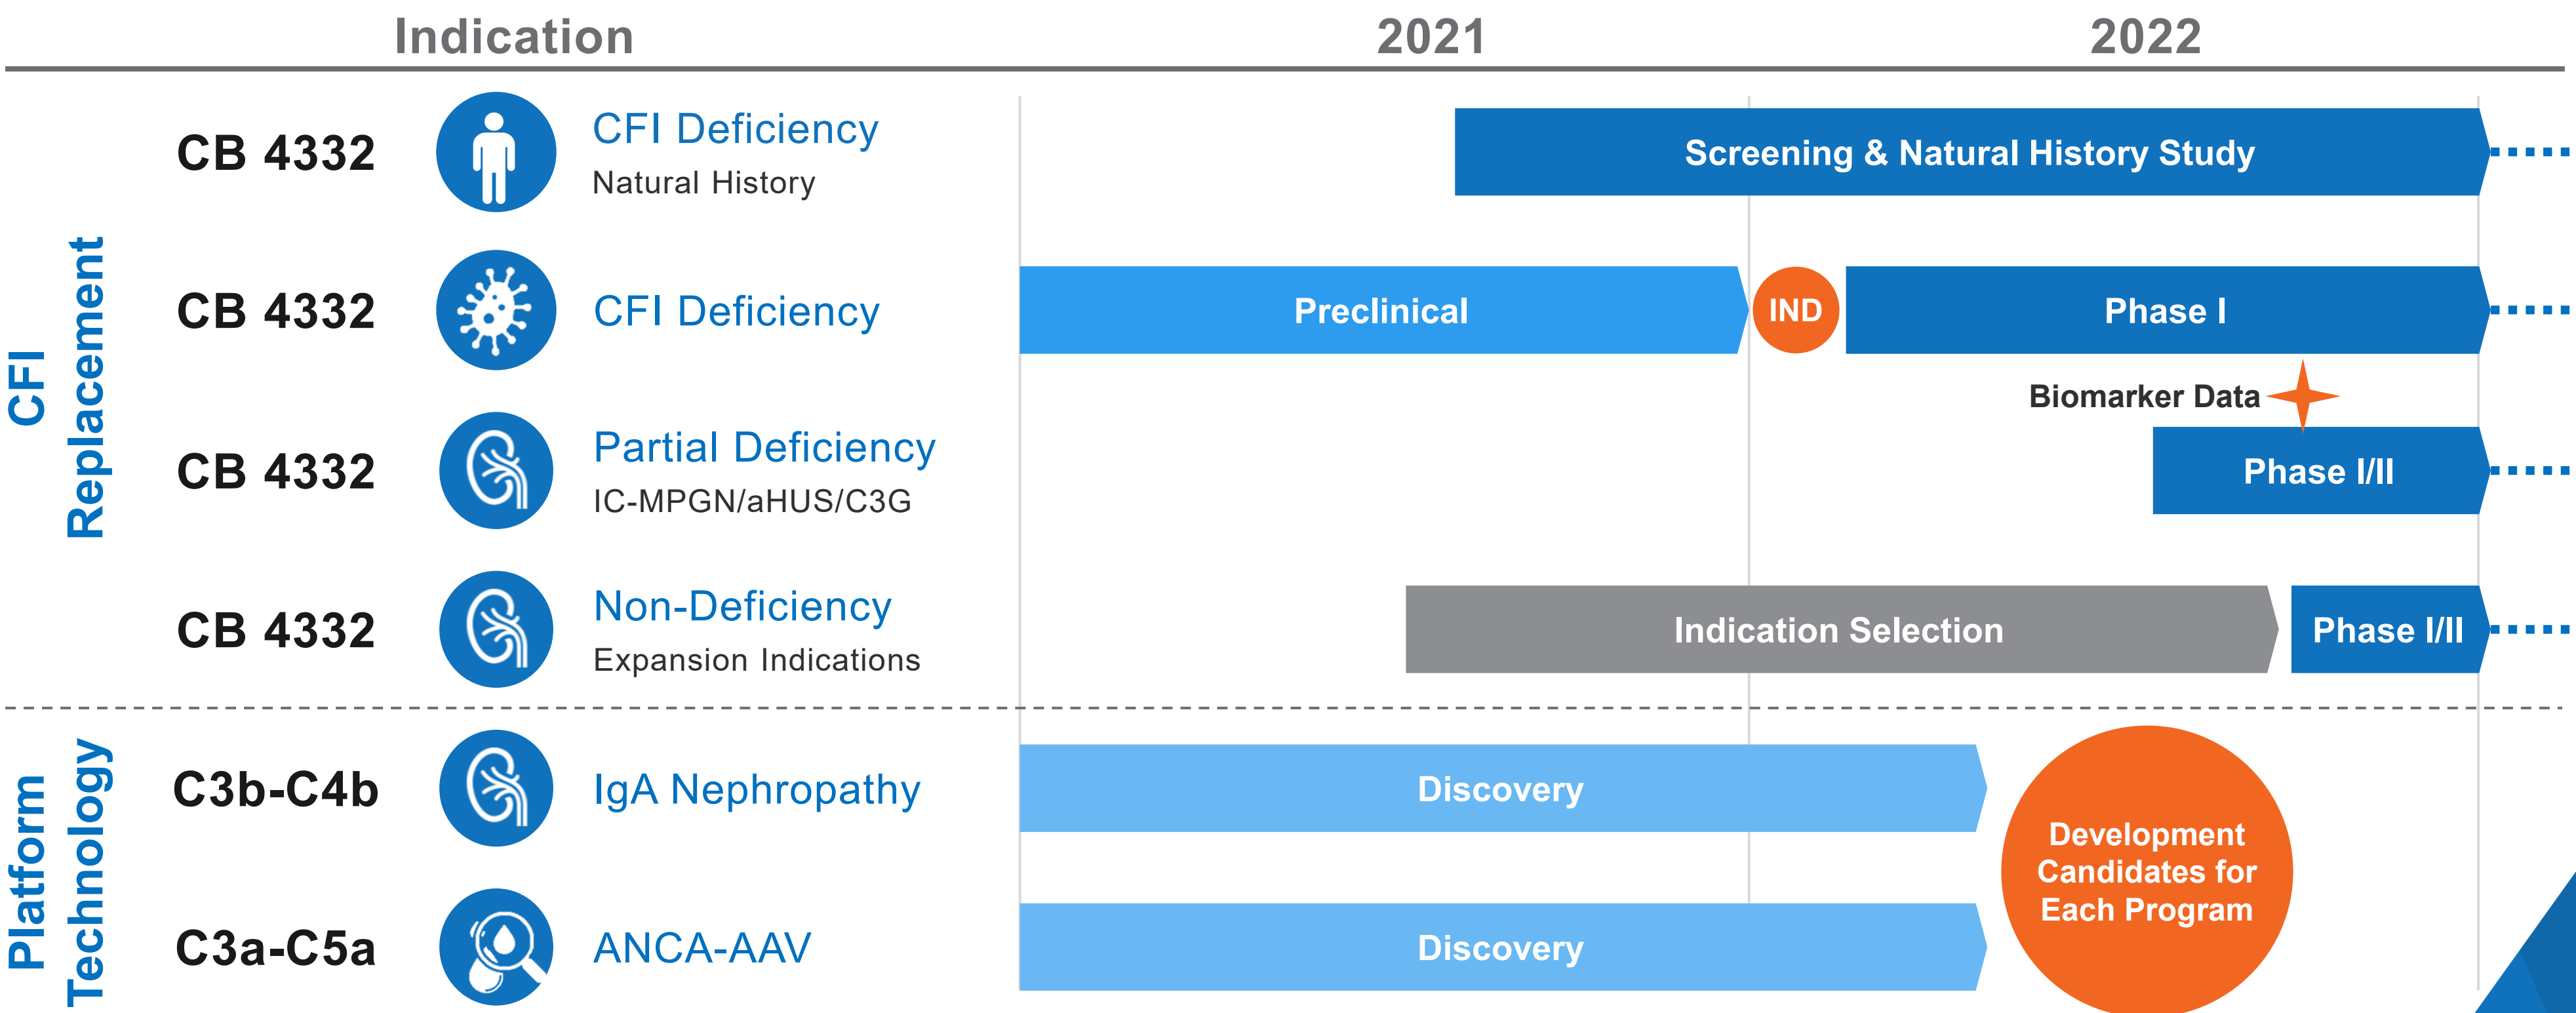 Indication
2021
2022
CFI
Replacement
CB 4332
CFI Deficiency
Natural History
Screening & Natural History Study
CB 4332
CFI Deficiency
Preclinical
IND
Phase I
Biomarker Data
CB 4332
Partial Deficiency
IC-MPGN/aHUS/C3G
Phase I/II
CB 4332
Non-Deficiency
Expansion Indications
Indication Selection
Phase I/II
Platform
Technology
C3b-C4b
IgA Nephropathy
Discovery
Development
Candidates for
Each Program
C3a-C5a
ANCA-AAV
Discovery